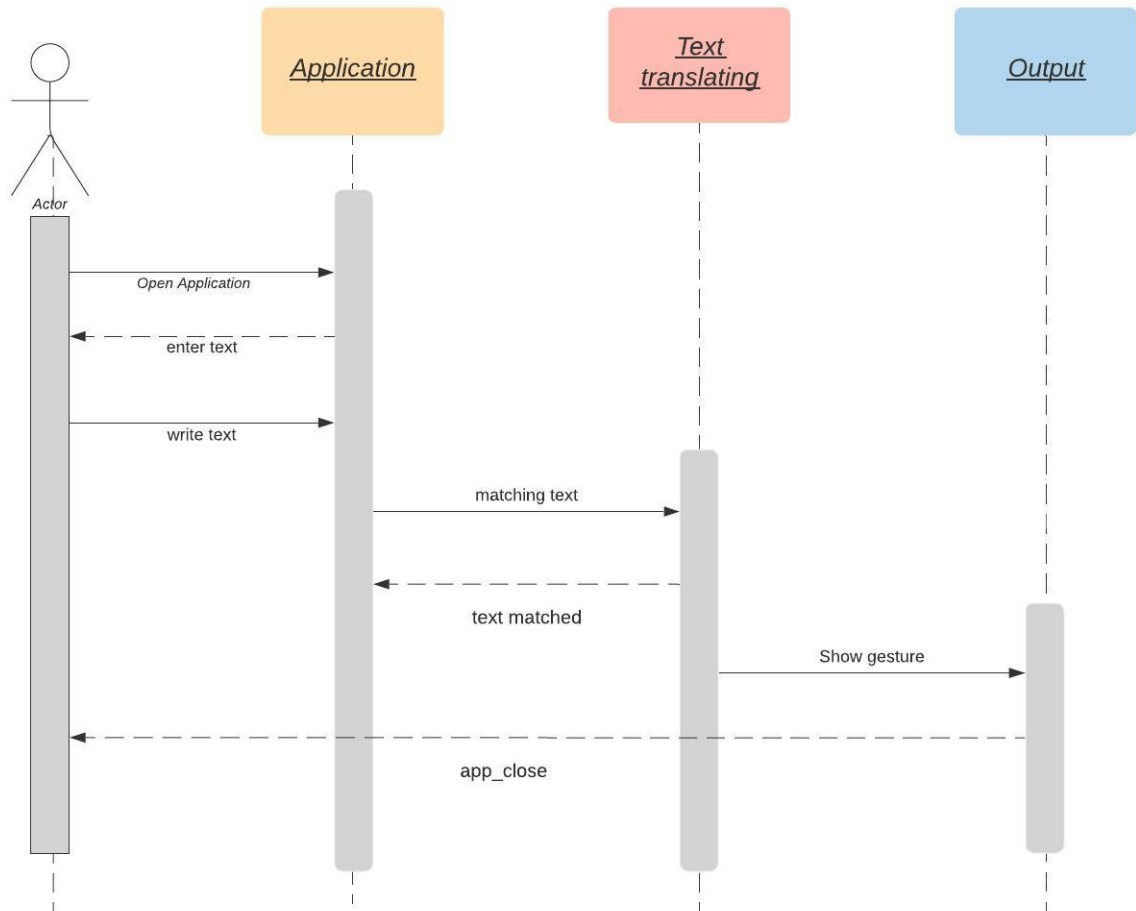 Application
Text
translating
Output
Actor
Open Application
enter text
write text
matching text
text matched
Show gesture
app_close